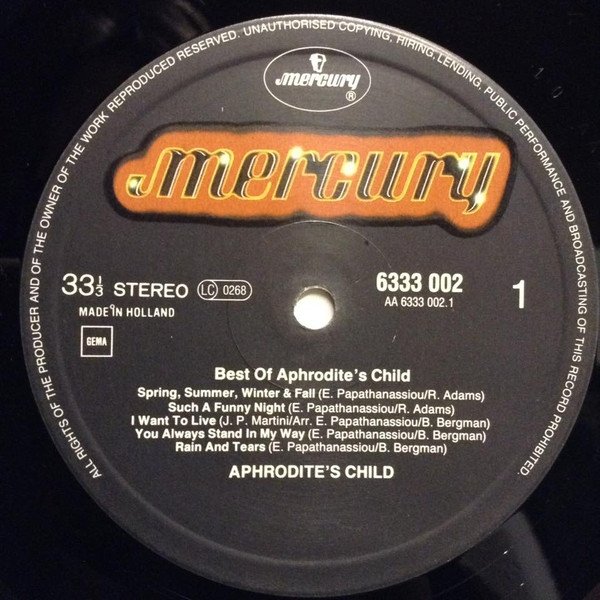 ALL RIGHTS OF THE PRODUCER AND OF THE OWNER OF THE WORK REPRODUCED RESERVED. UNAUTHORISED COPYING, HIRING, LENDING, PUBLIC PERFORMANCE AND BROADCASTING OF THIS RECORD PROHIBITED.
mercury
®
mercury
33 1/3 STEREO LC 0268 6333 002
MADE IN HOLLAND AA 6333 002.1 1
GEMA
Best Of Aphrodite's Child
Spring, Summer, Winter & Fall (E. Papathanassiou/R. Adams)
Such A Funny Night (E. Papathanassiou/R. Adams)
I Want To Live (J. P. Martini/Arr. E. Papathanassiou/B. Bergman)
You Always Stand In My Way (E. Papathanassiou/B. Bergman)
Rain And Tears (E. Papathanassiou/B. Bergman)
APHRODITE'S CHILD